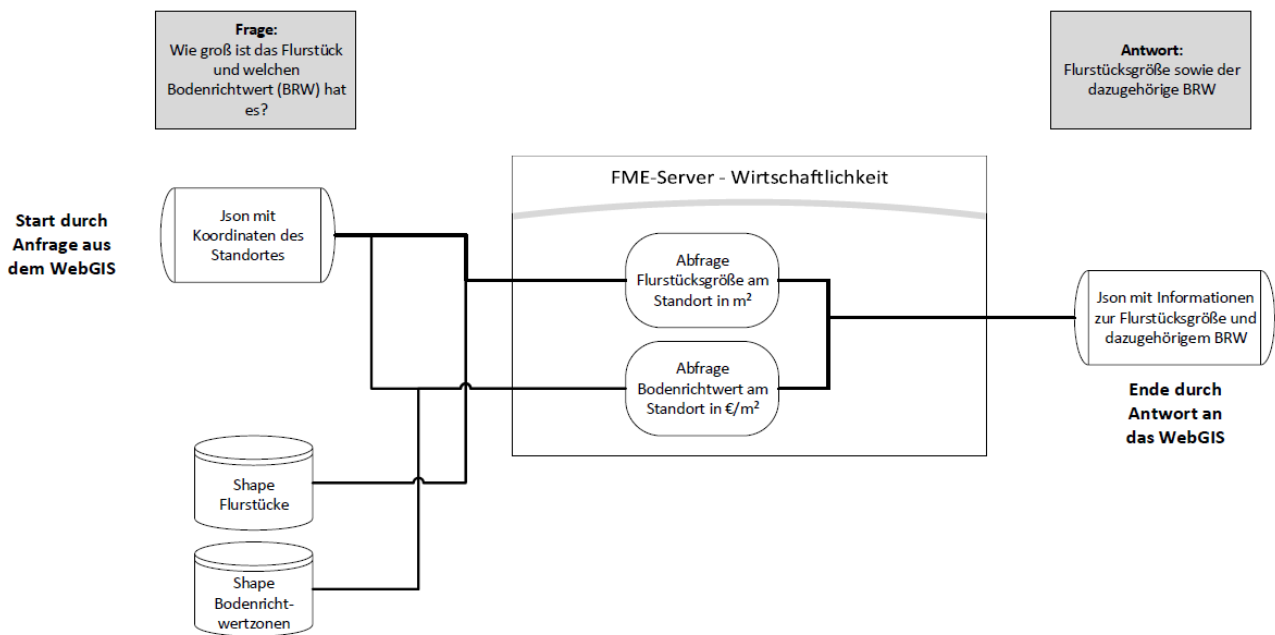 Frage:
Wie groß ist das Flurstück
und welchen
Bodenrichtwert (BRW) hat
es?
Antwort:
Flurstücksgröße sowie der
dazugehörige BRW
FME-Server - Wirtschaftlichkeit
Start durch
Anfrage aus
dem WebGIS
Json mit
Koordinaten des
Standortes
Abfrage
Flurstücksgröße am
Standort in m²
Abfrage
Bodenrichtwert am
Standort in €/m²
Json mit Informationen
zur Flurstücksgröße und
dazugehörigem BRW
Ende durch
Antwort an
das WebGIS
Shape
Flurstücke
Shape
Bodenricht-
wertzonen